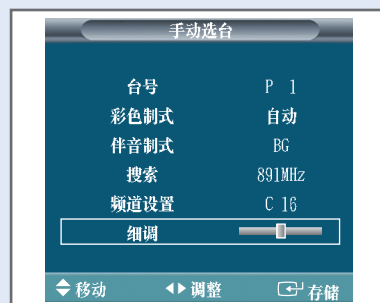 手动选台
台号 P 1
彩色制式 自动
伴音制式 BG
搜索 891MHz
频道设置 C 16
细调
移动 调整 存储